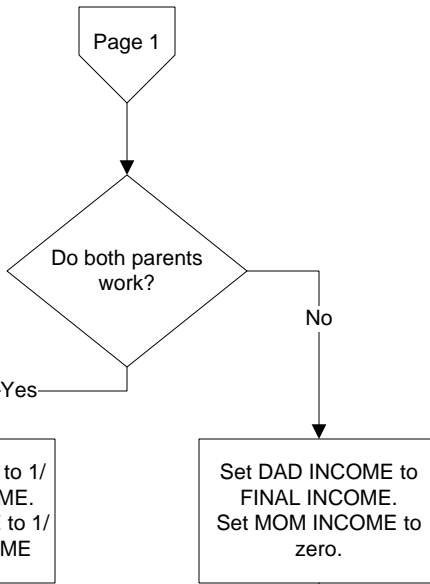 Page 1
Do both parents
work?
No
Yes
to 1/
ME.
to 1/
ME
Set DAD INCOME to
FINAL INCOME.
Set MOM INCOME to
zero.